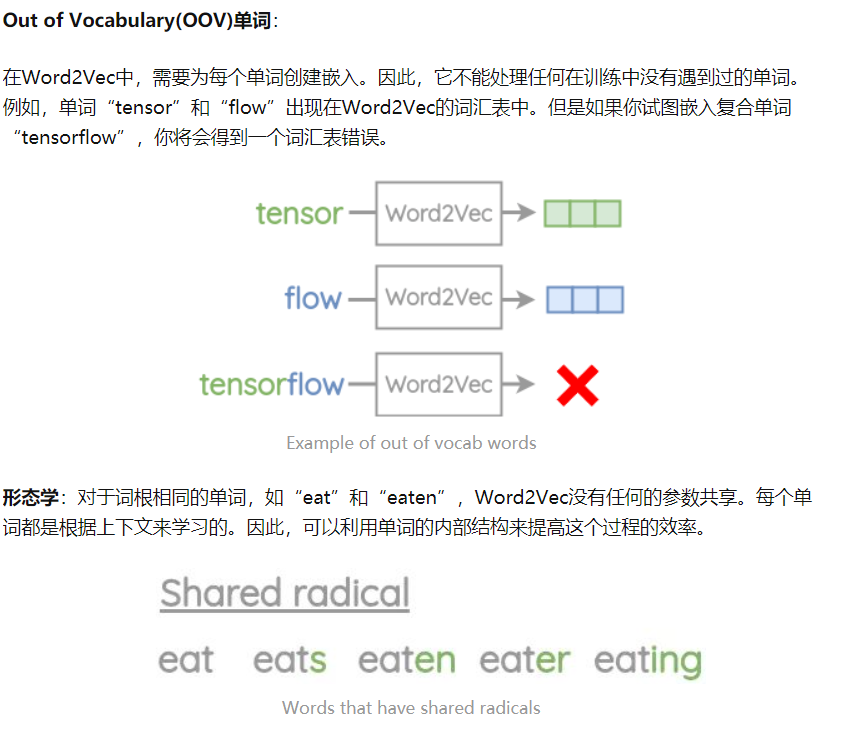 Out of Vocabulary(OOV)单词：
在Word2Vec中，需要为每个单词创建嵌入。因此，它不能处理任何在训练中没有遇到过的单词。
例如，单词“tensor”和“flow”出现在Word2Vec的词汇表中。但是如果你试图嵌入复合单词
“tensorflow”，你将会得到一个词汇表错误。
tensor Word2Vec
flow Word2Vec
tensorflow Word2Vec
Example of out of vocab words
形态学：对于词根相同的单词，如“eat”和“eaten”，Word2Vec没有任何的参数共享。每个单
词都是根据上下文来学习的。因此，可以利用单词的内部结构来提高这个过程的效率。
Shared radical
eat eats eaten eater eating
Words that have shared radicals